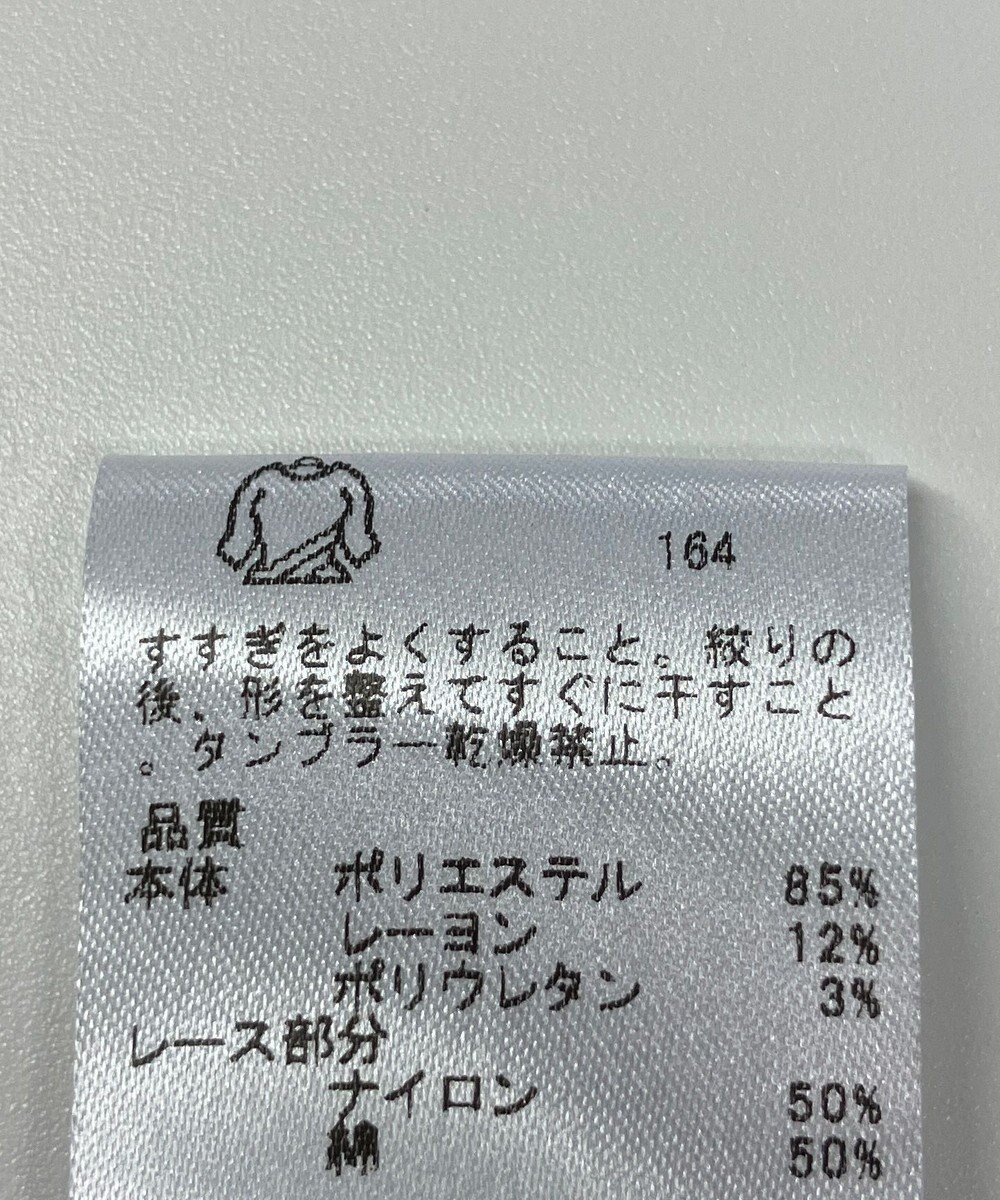 164
すすぎをよくすること。絞りの
後、形を整えてすぐに干すこと
。タンブラー乾燥禁止。
品質
本体 ポリエステル 85%
レーヨン 12%
ポリウレタン 3%
レース部分
ナイロン 50%
綿 50%